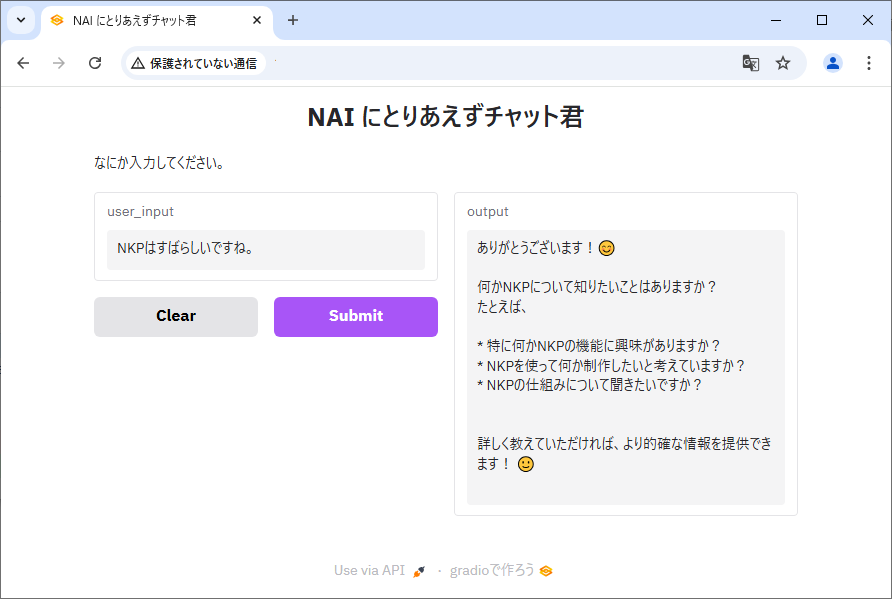 NAI にとりあえずチャット君
保護されていない通信
NAI にとりあえずチャット君
なにか入力してください。
user_input
NKPはすばらしいですね。
Clear
Submit
output
ありがとうございます！😊
何かNKPについて知りたいことはありますか？
たとえば、
* 特に何かNKPの機能に興味がありますか？
* NKPを使って何か制作したいと考えていますか？
* NKPの仕組みについて聞きたいですか？
詳しく教えていただければ、より的確な情報を提供でき
ます！ 🙂
Use via API 🚀 · gradioで作ろう